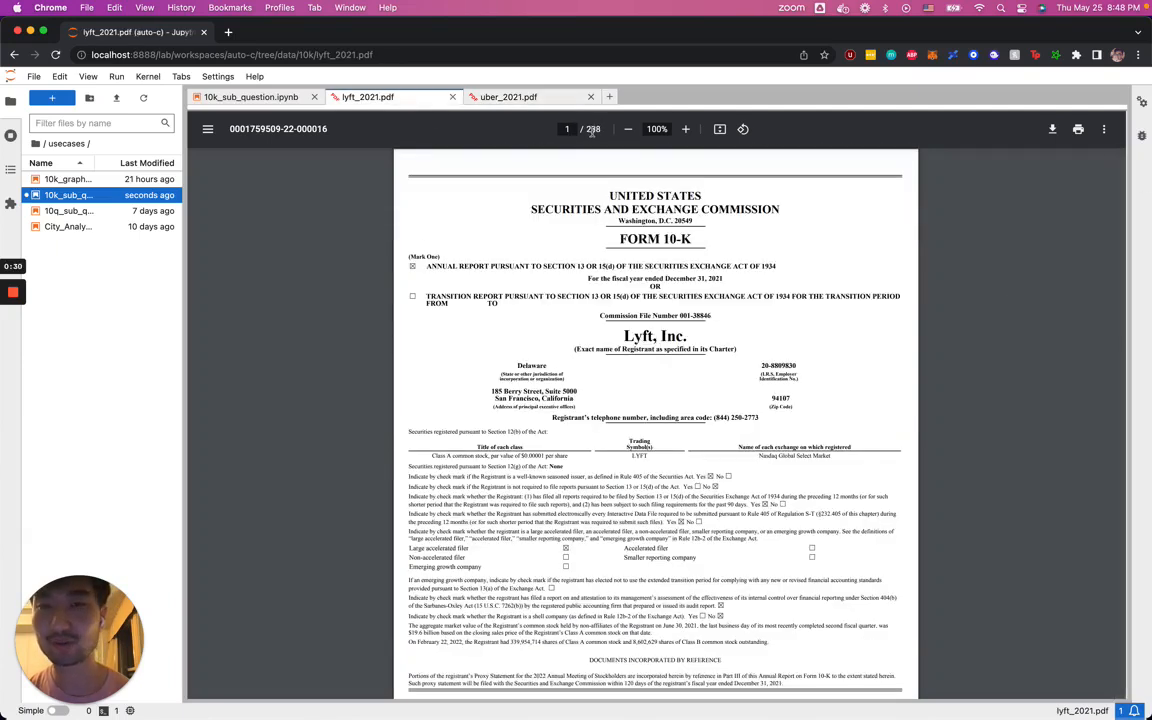 Chrome File Edit View History Bookmarks Profiles Tab Window Help zoom Thu May 25 8:48 PM
lyft_2021.pdf (auto-c) - Jupyt
localhost:8888/lab/workspaces/auto-c/tree/data/10k/lyft_2021.pdf
File Edit View Run Kernel Tabs Settings Help
10k_sub_question.ipynb lyft_2021.pdf uber_2021.pdf
Filter files by name
/ usecases /
Name Last Modified
10k_graph... 21 hours ago
10k_sub_q... seconds ago
10q_sub_q... 7 days ago
City_Analy... 10 days ago
0:30
0001759509-22-000016 1 / 238 100%
UNITED STATES
SECURITIES AND EXCHANGE COMMISSION
Washington, D.C. 20549
FORM 10-K
(Mark One)
☒ ANNUAL REPORT PURSUANT TO SECTION 13 OR 15(d) OF THE SECURITIES EXCHANGE ACT OF 1934
For the fiscal year ended December 31, 2021
OR
☐ TRANSITION REPORT PURSUANT TO SECTION 13 OR 15(d) OF THE SECURITIES EXCHANGE ACT OF 1934 FOR THE TRANSITION PERIOD
FROM TO
Commission File Number 001-38846
Lyft, Inc.
(Exact name of Registrant as specified in its Charter)
Delaware 20-8809830
(State or other jurisdiction of (I.R.S. Employer
incorporation or organization) Identification No.)
185 Berry Street, Suite 5000
San Francisco, California 94107
(Address of principal executive offices) (Zip Code)
Registrant's telephone number, including area code: (844) 250-2773
Securities registered pursuant to Section 12(b) of the Act:
Trading
Title of each class Symbol(s) Name of each exchange on which registered
Class A common stock, par value of $0.00001 per share LYFT Nasdaq Global Select Market
Securities registered pursuant to Section 12(g) of the Act: None
Indicate by check mark if the Registrant is a well-known seasoned issuer, as defined in Rule 405 of the Securities Act. Yes ☒ No ☐
Indicate by check mark if the Registrant is not required to file reports pursuant to Section 13 or 15(d) of the Act. Yes ☐ No ☒
Indicate by check mark whether the Registrant: (1) has filed all reports required to be filed by Section 13 or 15(d) of the Securities Exchange Act of 1934 during the preceding 12 months (or for such
shorter period that the Registrant was required to file such reports), and (2) has been subject to such filing requirements for the past 90 days. Yes ☒ No ☐
Indicate by check mark whether the Registrant has submitted electronically every Interactive Data File required to be submitted pursuant to Rule 405 of Regulation S-T (§232.405 of this chapter) during
the preceding 12 months (or for such shorter period that the Registrant was required to submit such files). Yes ☒ No ☐
Indicate by check mark whether the Registrant is a large accelerated filer, an accelerated filer, a non-accelerated filer, smaller reporting company, or an emerging growth company. See the definitions of
"large accelerated filer," "accelerated filer," "smaller reporting company," and "emerging growth company" in Rule 12b-2 of the Exchange Act.
Large accelerated filer ☒ Accelerated filer ☐
Non-accelerated filer ☐ Smaller reporting company ☐
Emerging growth company ☐
If an emerging growth company, indicate by check mark if the registrant has elected not to use the extended transition period for complying with any new or revised financial accounting standards
provided pursuant to Section 13(a) of the Exchange Act. ☐
Indicate by check mark whether the registrant has filed a report on and attestation to its management's assessment of the effectiveness of its internal control over financial reporting under Section 404(b)
of the Sarbanes-Oxley Act (15 U.S.C. 7262(b)) by the registered public accounting firm that prepared or issued its audit report. ☒
Indicate by check mark whether the registrant is a shell company (as defined in Rule 12b-2 of the Exchange Act). Yes ☐ No ☒
The aggregate market value of the Registrant's common stock held by non-affiliates of the Registrant on June 30, 2021, the last business day of its most recently completed second fiscal quarter, was
$19.6 billion based on the closing sales price of the Registrant's Class A common stock on that date.
On February 22, 2022, the Registrant had 339,954,714 shares of Class A common stock and 8,602,629 shares of Class B common stock outstanding.
DOCUMENTS INCORPORATED BY REFERENCE
Portions of the registrant's Proxy Statement for the 2022 Annual Meeting of Stockholders are incorporated herein by reference in Part III of this Annual Report on Form 10-K to the extent stated herein.
Such proxy statement will be filed with the Securities and Exchange Commission within 120 days of the registrant's fiscal year ended December 31, 2021.
Simple 0 1 lyft_2021.pdf 1